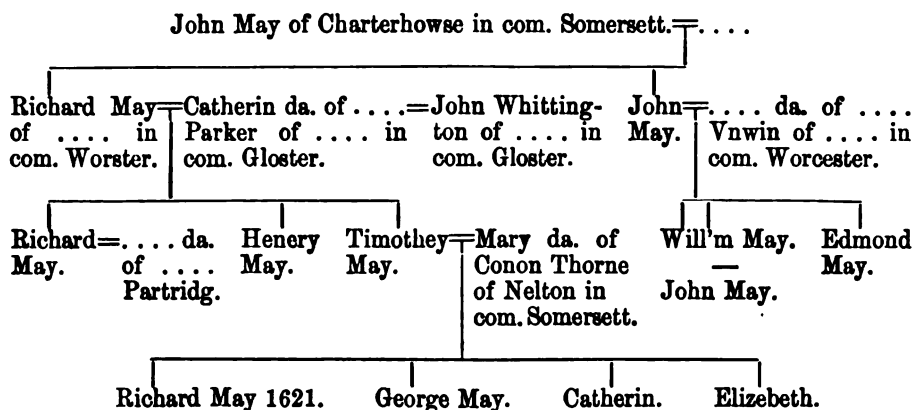 John May of Charterhowse in com. Somersett.=. . . .
Richard May=Catherin da. of . . . .=John Whitting-
of . . . . in Parker of . . . . in ton of . . . . in
com. Worster. com. Gloster. com. Gloster.
John=. . . . da. of . . . .
May. Vnwin of . . . . in
com. Worcester.
Richard=. . . . da.
May. of . . . .
Partridg.
Henery
May.
Timothey=Mary da. of
May. Conon Thorne
of Nelton in
com. Somersett.
Will'm May.
—
John May.
Edmond
May.
Richard May 1621. George May. Catherin. Elizebeth.